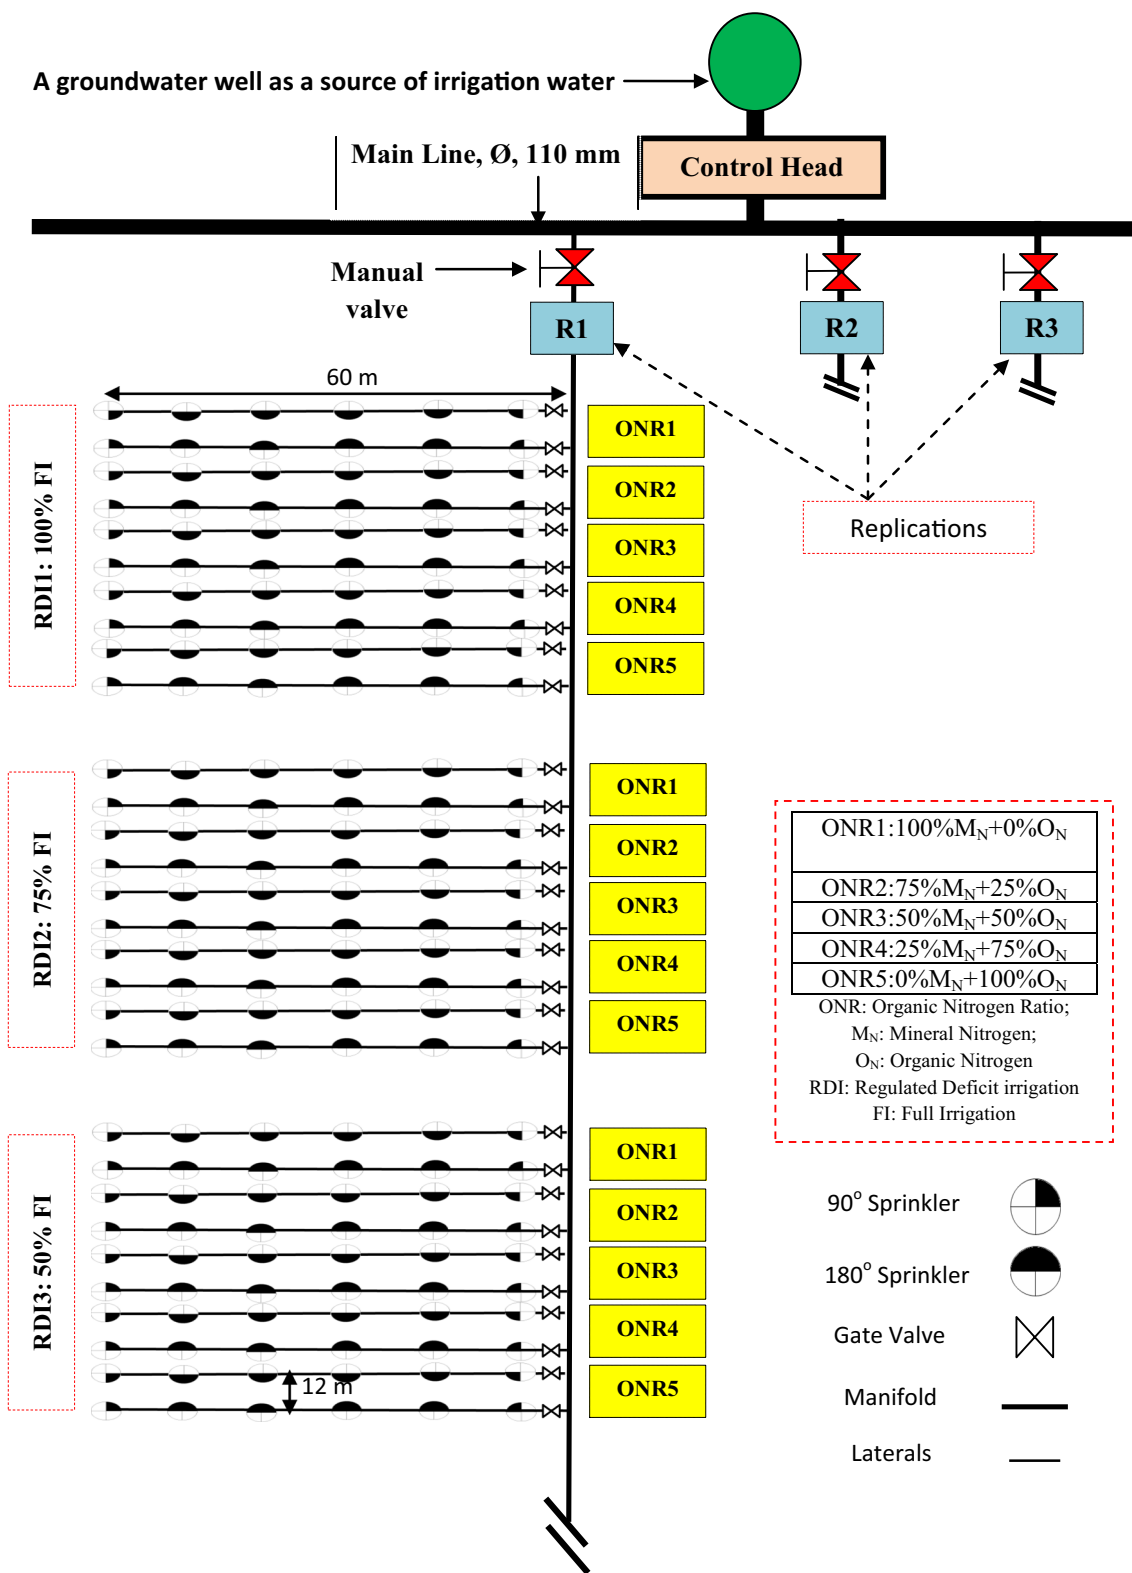 A groundwater well as a source of irrigation water
Main Line, Ø, 110 mm
Control Head
Manual
valve
R1
R2
R3
60 m
RDI1: 100% FI
ONR1
ONR2
ONR3
ONR4
ONR5
Replications
RDI2: 75% FI
ONR1
ONR2
ONR3
ONR4
ONR5
ONR1:100%MN+0%ON
ONR2:75%MN+25%ON
ONR3:50%MN+50%ON
ONR4:25%MN+75%ON
ONR5:0%MN+100%ON
ONR: Organic Nitrogen Ratio;
MN: Mineral Nitrogen;
ON: Organic Nitrogen
RDI: Regulated Deficit irrigation
FI: Full Irrigation
RDI3: 50% FI
ONR1
ONR2
ONR3
ONR4
ONR5
12 m
90° Sprinkler
180° Sprinkler
Gate Valve
Manifold
Laterals